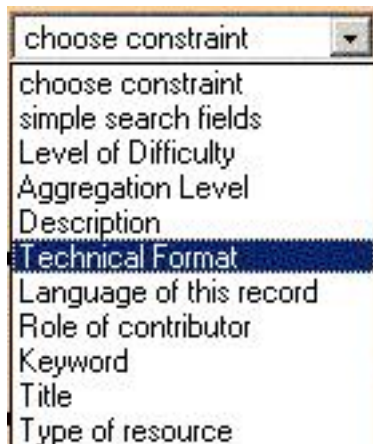 choose constraint
choose constraint
simple search fields
Level of Difficulty
Aggregation Level
Description
Technical Format
Language of this record
Role of contributor
Keyword
Title
Type of resource